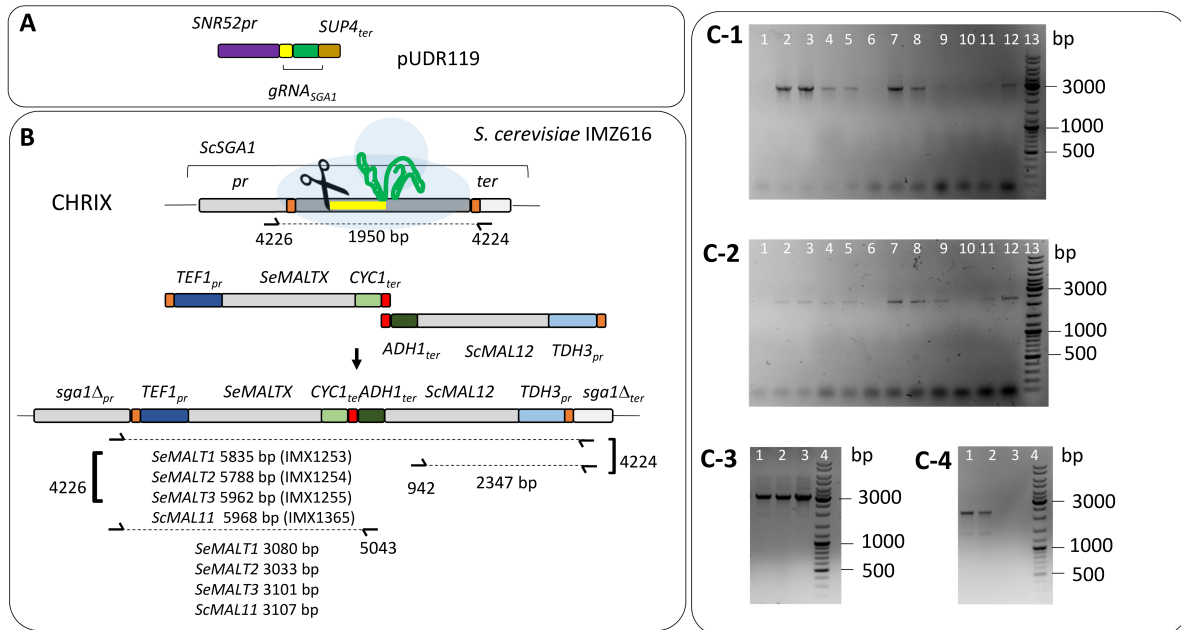 A
SNR52pr
SUP4ter
pUDR119
gRNASGA1
B
S. cerevisiae IMZ616
ScSGA1
pr
ter
CHRIX
4226
1950 bp
4224
TEF1pr
SeMALTX
CYC1ter
ADH1ter
ScMAL12
TDH3pr
sga1Δpr
TEF1pr
SeMALTX
CYC1ter
ADH1ter
ScMAL12
TDH3pr
sga1Δter
4226
SeMALT1 5835 bp (IMX1253)
SeMALT2 5788 bp (IMX1254)
SeMALT3 5962 bp (IMX1255)
ScMAL11 5968 bp (IMX1365)
942
2347 bp
4224
5043
SeMALT1 3080 bp
SeMALT2 3033 bp
SeMALT3 3101 bp
ScMAL11 3107 bp
C-1
1 2 3 4 5 6 7 8 9 10 11 12 13
bp
3000
1000
500
C-2
1 2 3 4 5 6 7 8 9 10 11 12 13
bp
3000
1000
500
C-3
1 2 3 4
bp
3000
1000
500
C-4
1 2 3 4
bp
3000
1000
500